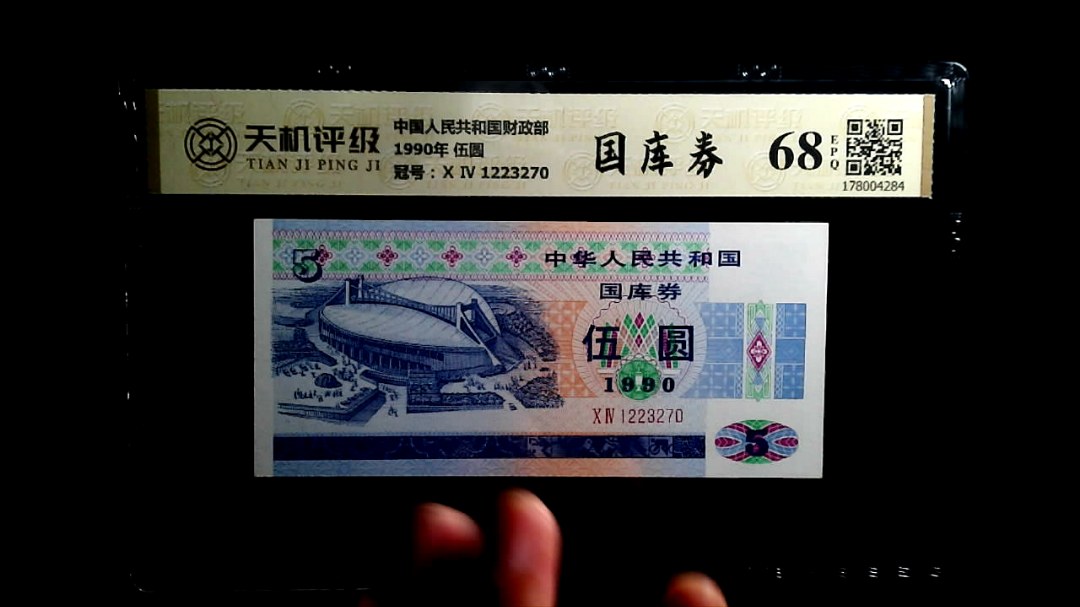 天机评级
TIAN JI PING JI
中国人民共和国财政部
1990年 伍圆
冠号：X IV 1223270
国库券
68
EPQ
178004284
5
中华人民共和国
国库券
伍 圆
1990
XIV 1223270
5